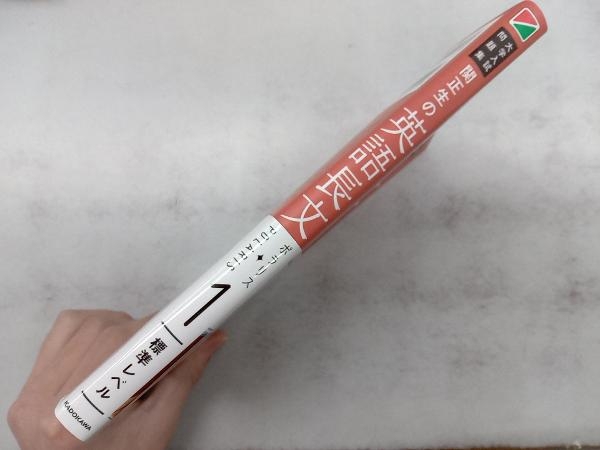 大学入試
問題集
関正生の
英語長文
ポラリス
POLARIS
1
標準レベル
KADOKAWA